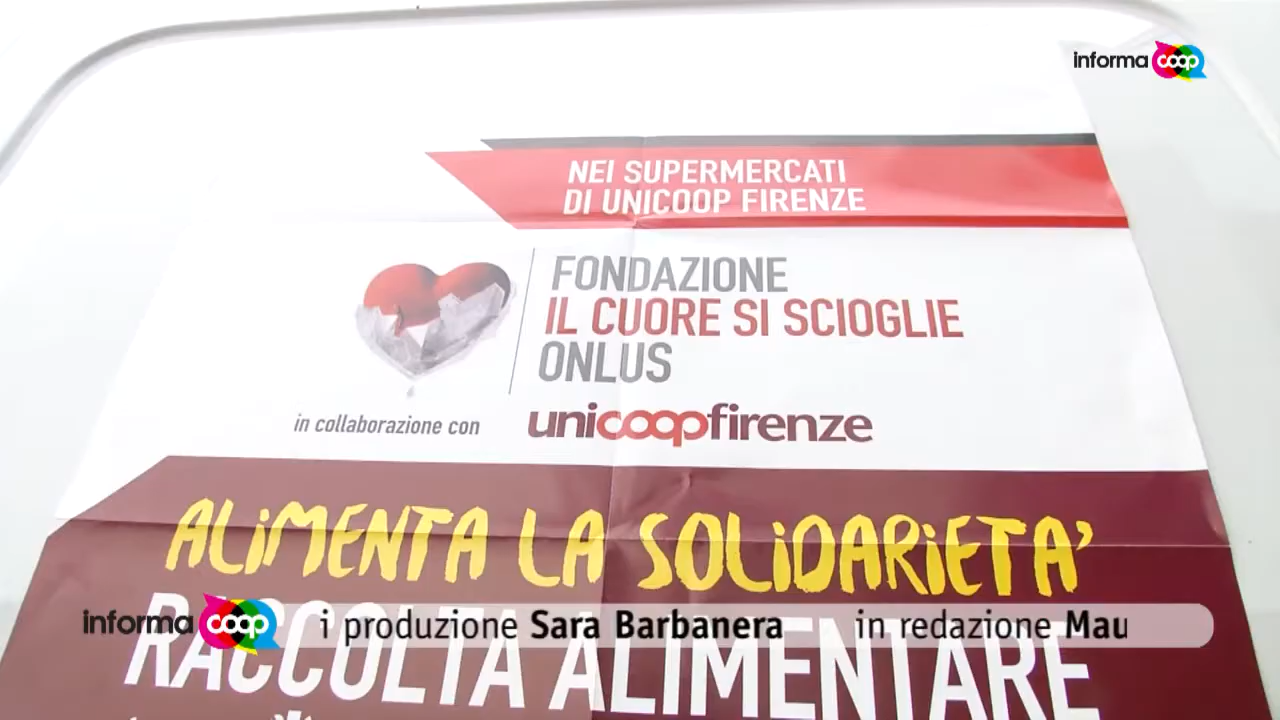 informa coop
NEI SUPERMERCATI
DI UNICOOP FIRENZE
FONDAZIONE
IL CUORE SI SCIOGLIE
ONLUS
in collaborazione con unicoopfirenze
ALiMENTA LA SOLiDARiETA'
RACCOLTA ALIMENTARE
informa coop i produzione Sara Barbanera in redazione Mau